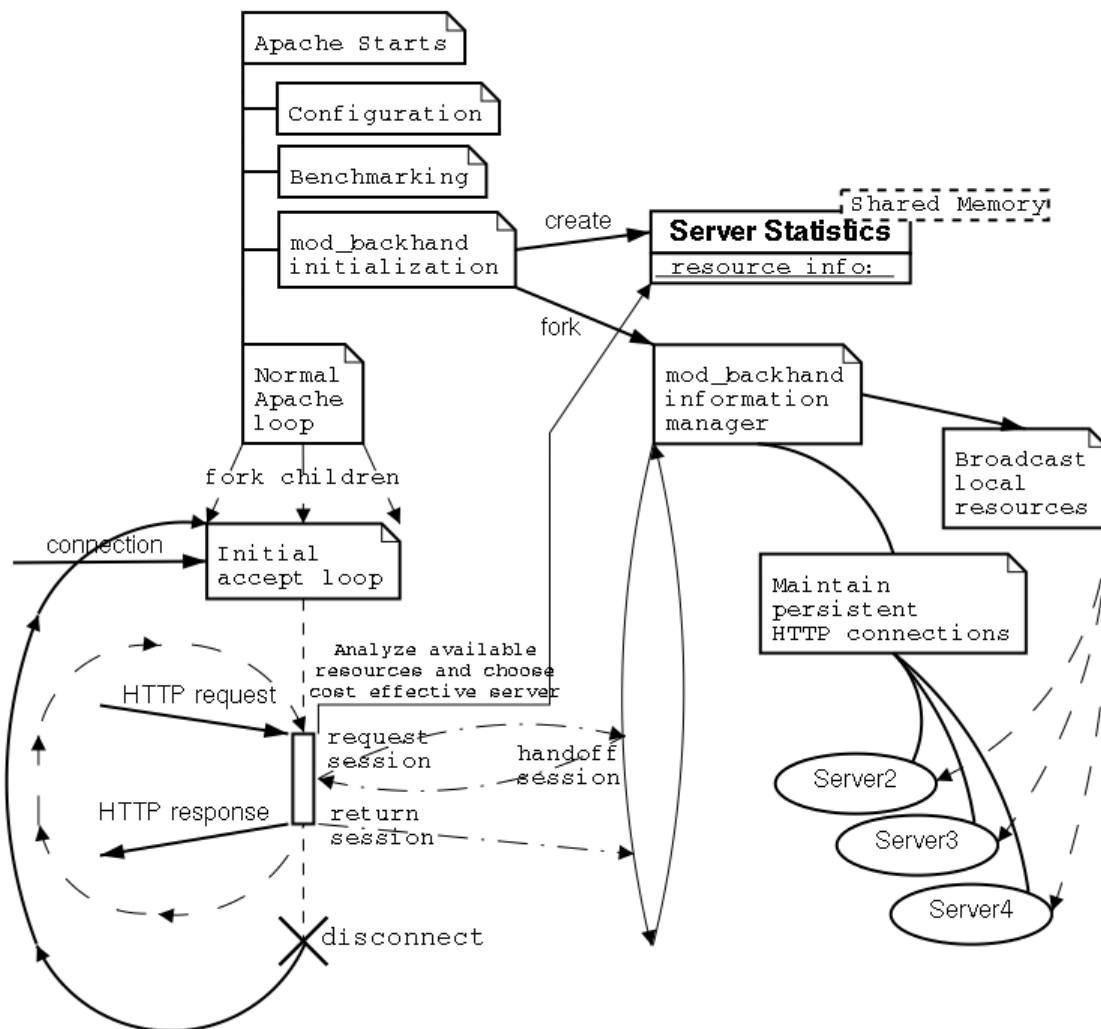 Apache Starts
Configuration
Benchmarking
mod_backhand
initialization
create
Shared Memory
Server Statistics
resource info:
fork
Normal
Apache
loop
mod_backhand
information
manager
Broadcast
local
resources
fork children
connection
Initial
accept loop
Maintain
persistent
HTTP connections
Analyze available
resources and choose
cost effective server
HTTP request
request
session
handoff
session
HTTP response
return
session
Server2
Server3
Server4
disconnect